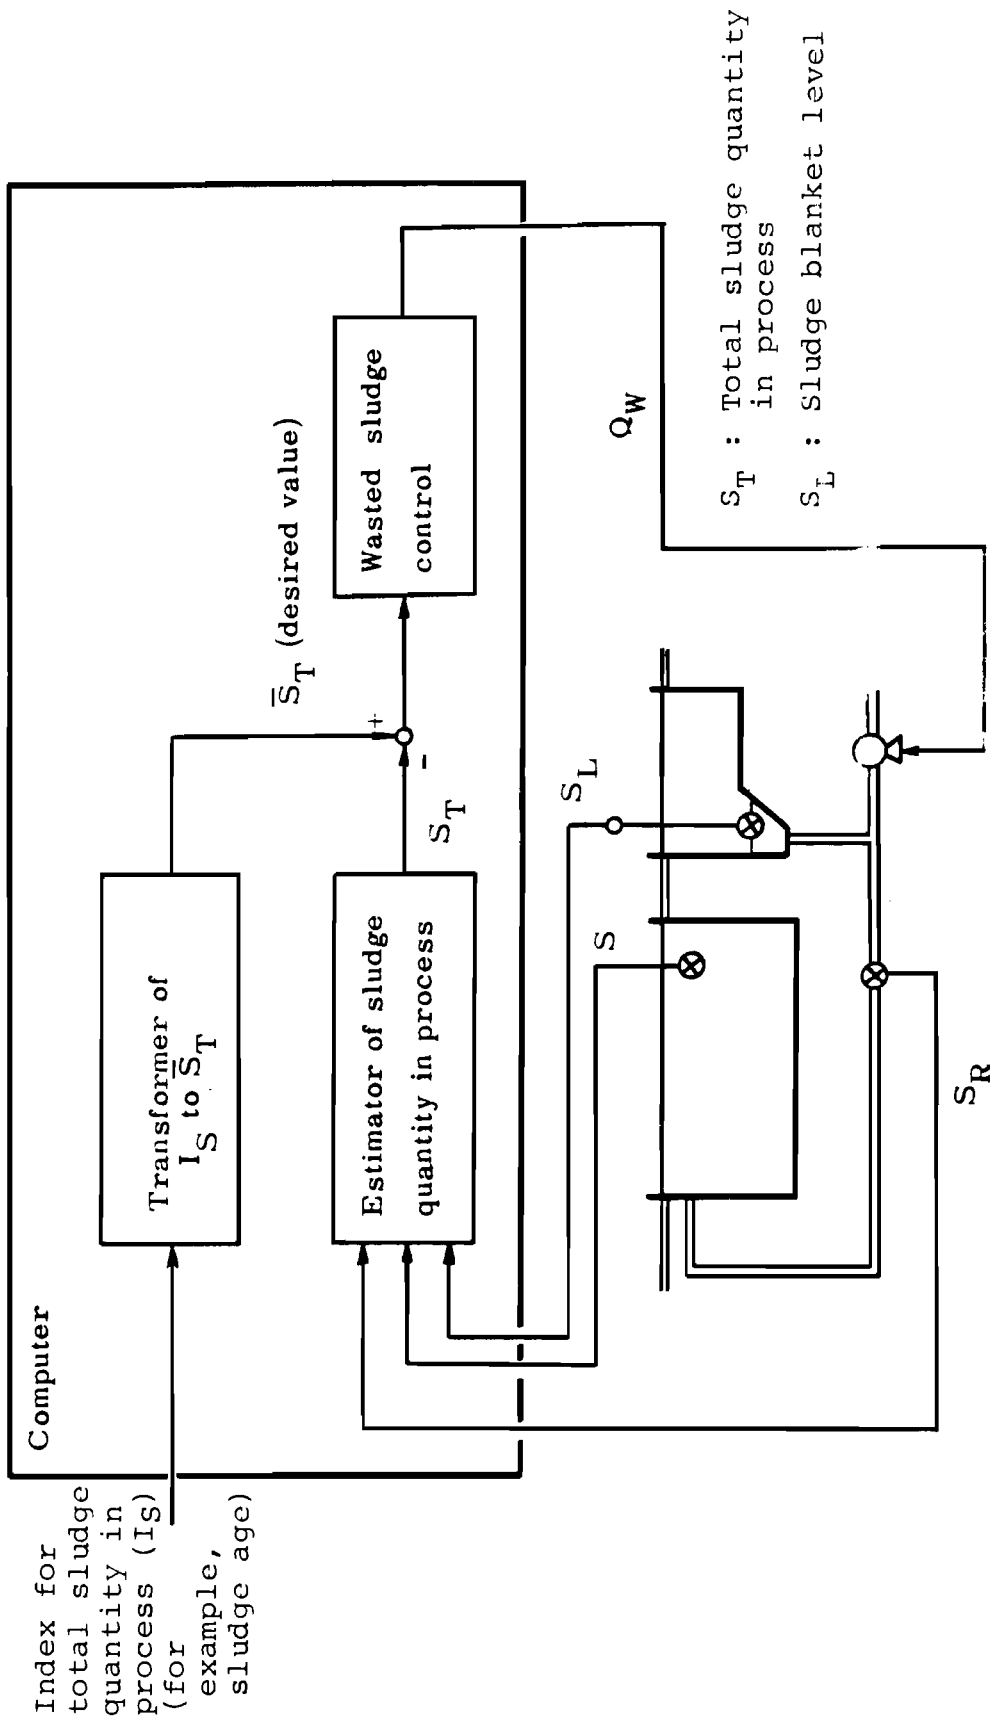 Index for
total sludge
quantity in
process (IS)
(for
example,
sludge age)
Computer
Transformer of
IS to S̅T
Estimator of sludge
quantity in process
S̅T (desired value)
+
-
ST
Wasted sludge
control
SL
S
SR
QW
ST : Total sludge quantity
in process
SL : Sludge blanket level